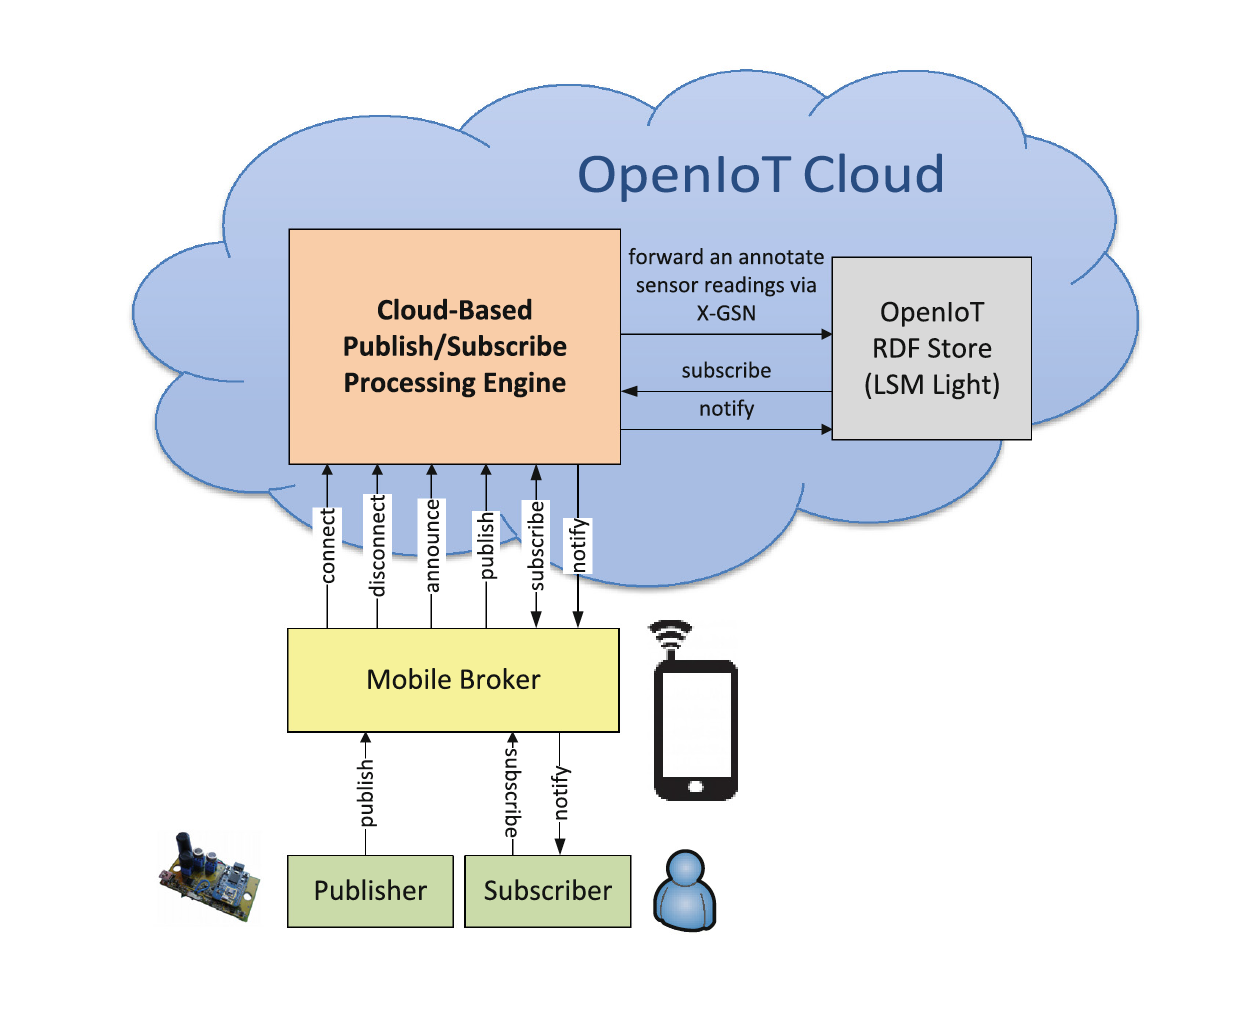 OpenIoT Cloud
Cloud-Based
Publish/Subscribe
Processing Engine
forward an annotate
sensor readings via
X-GSN
subscribe
notify
OpenIoT
RDF Store
(LSM Light)
connect
disconnect
announce
publish
subscribe
notify
Mobile Broker
publish
subscribe
notify
Publisher
Subscriber